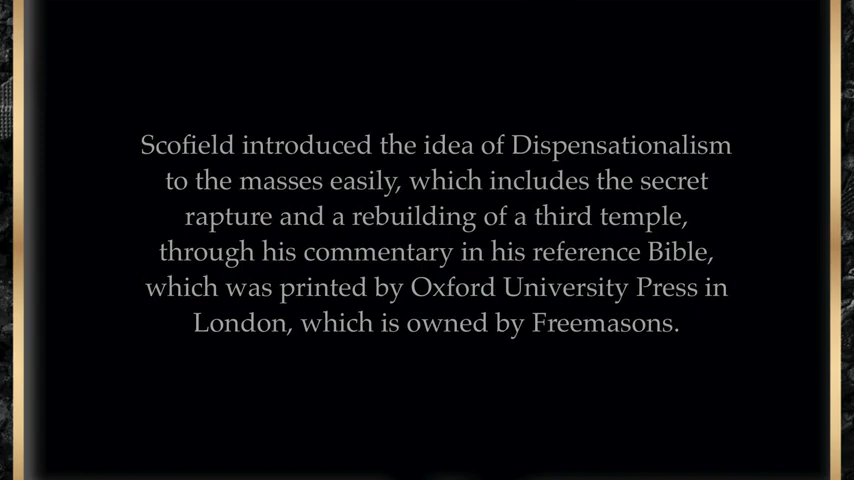 Scofield introduced the idea of Dispensationalism
to the masses easily, which includes the secret
rapture and a rebuilding of a third temple,
through his commentary in his reference Bible,
which was printed by Oxford University Press in
London, which is owned by Freemasons.